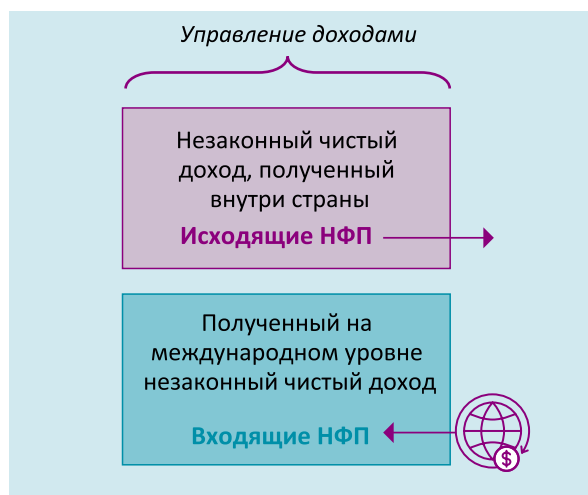 Управление доходами
Незаконный чистый
доход, полученный
внутри страны
Исходящие НФП
Полученный на
международном уровне
незаконный чистый доход
Входящие НФП
$